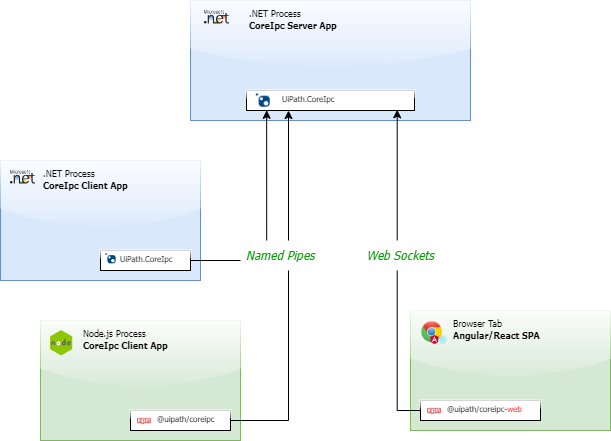 Microsoft
.net
.NET Process
CoreIpc Server App
UiPath.CoreIpc
Microsoft
.net
.NET Process
CoreIpc Client App
UiPath.CoreIpc
Named Pipes
Web Sockets
node
Node.js Process
CoreIpc Client App
npm
@uipath/coreipc
A
Browser Tab
Angular/React SPA
npm
@uipath/coreipc-web